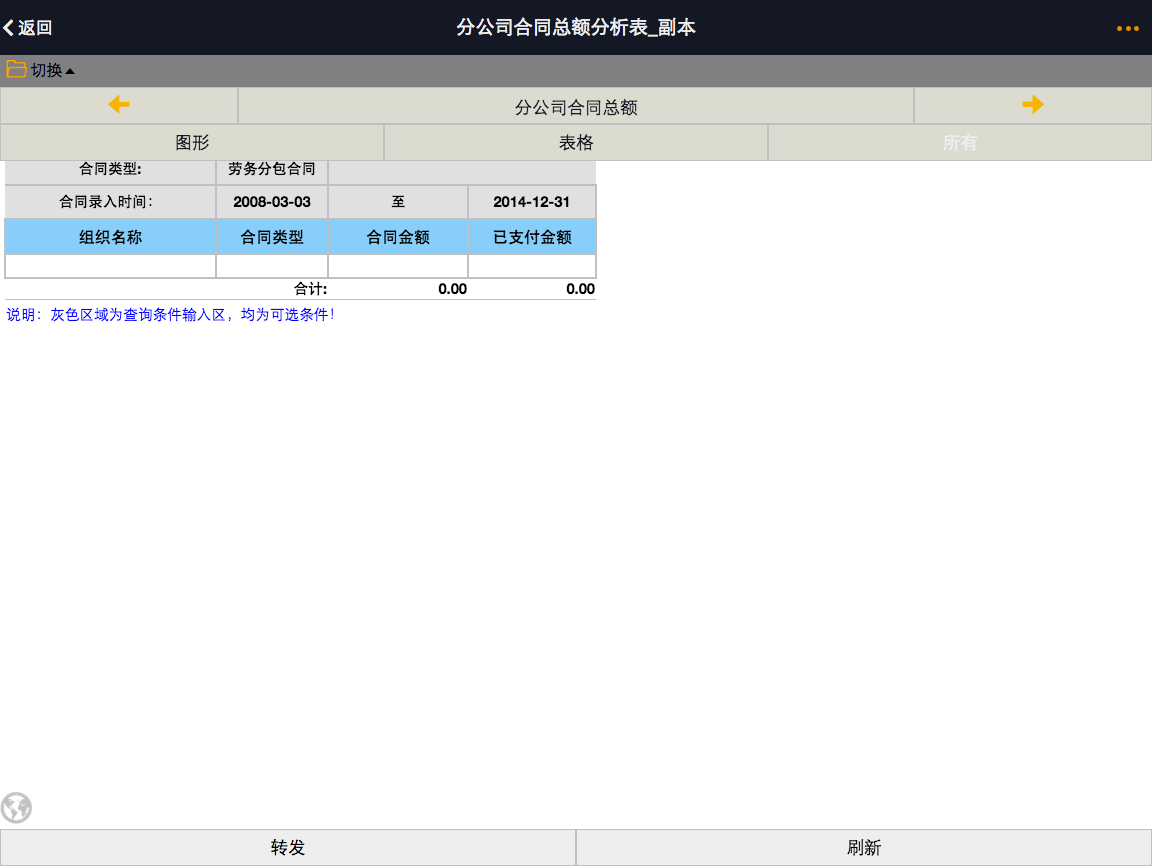 返回
分公司合同总额分析表_副本
切换
分公司合同总额
图形 表格 所有
合同类型: 劳务分包合同
合同录入时间: 2008-03-03 至 2014-12-31
组织名称 合同类型 合同金额 已支付金额
合计: 0.00 0.00
说明：灰色区域为查询条件输入区，均为可选条件！
转发 刷新